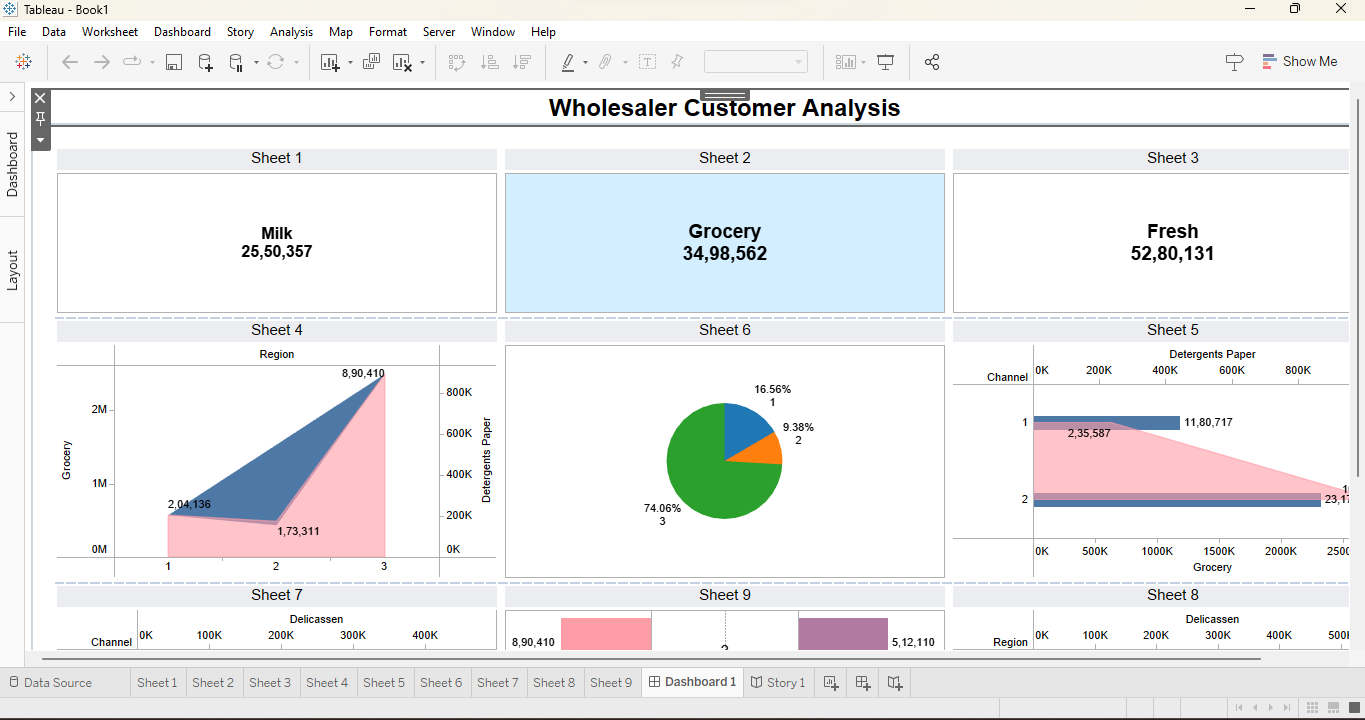 Tableau - Book1
File Data Worksheet Dashboard Story Analysis Map Format Server Window Help
Show Me
Dashboard
Layout
Wholesaler Customer Analysis
Sheet 1 Sheet 2 Sheet 3
Milk
25,50,357
Grocery
34,98,562
Fresh
52,80,131
Sheet 4
Region
8,90,410
2M
1M
0M
Grocery
2,04,136
1,73,311
800K
600K
400K
200K
0K
Detergents Paper
1 2 3
Sheet 6
16.56%
1
9.38%
2
74.06%
3
Sheet 5
Detergents Paper
Channel 0K 200K 400K 600K 800K
1 11,80,717
2,35,587
2
0K 500K 1000K 1500K 2000K
Grocery
Sheet 7
Delicassen
Channel 0K 100K 200K 300K 400K
Sheet 9
8,90,410 5,12,110
Sheet 8
Delicassen
Region 0K 100K 200K 300K 400K
Data Source Sheet 1 Sheet 2 Sheet 3 Sheet 4 Sheet 5 Sheet 6 Sheet 7 Sheet 8 Sheet 9 Dashboard 1 Story 1